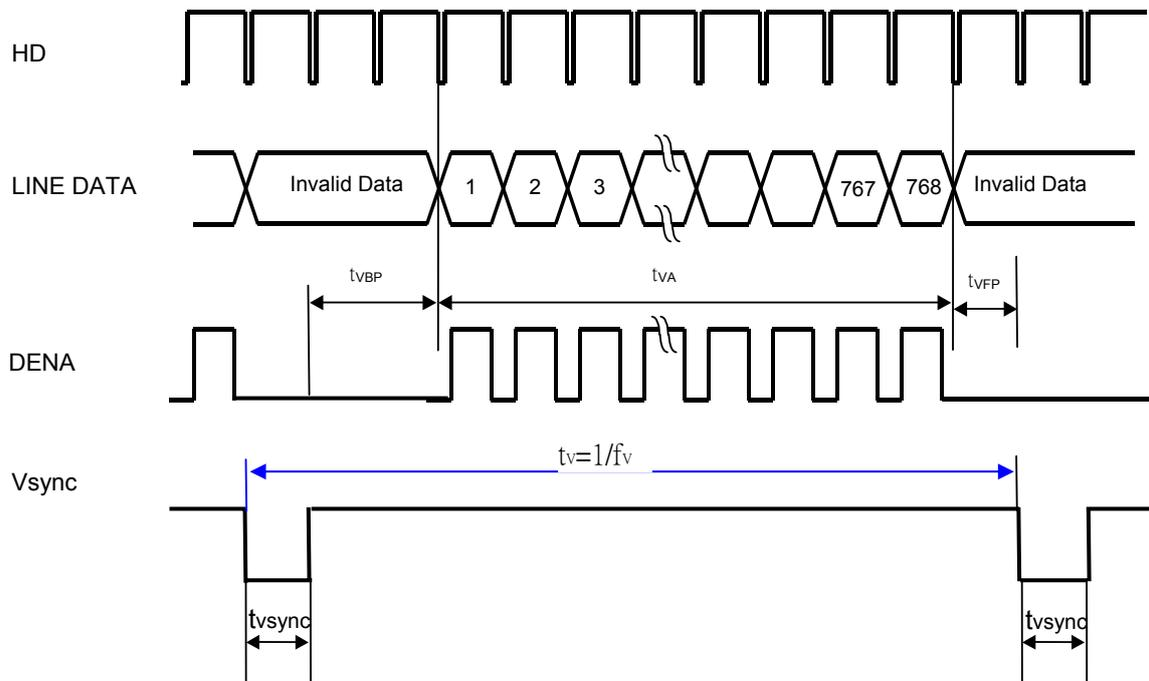 HD
LINE DATA
Invalid Data
1
2
3
767
768
Invalid Data
tVBP
tVA
tVFP
DENA
tV=1/fV
Vsync
tvsync
tvsync